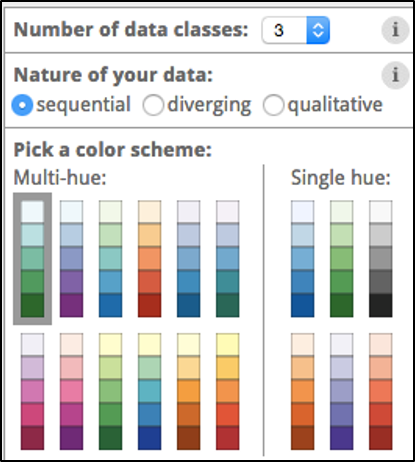 Number of data classes: 3 i
Nature of your data: i
sequential diverging qualitative
Pick a color scheme:
Multi-hue: Single hue: